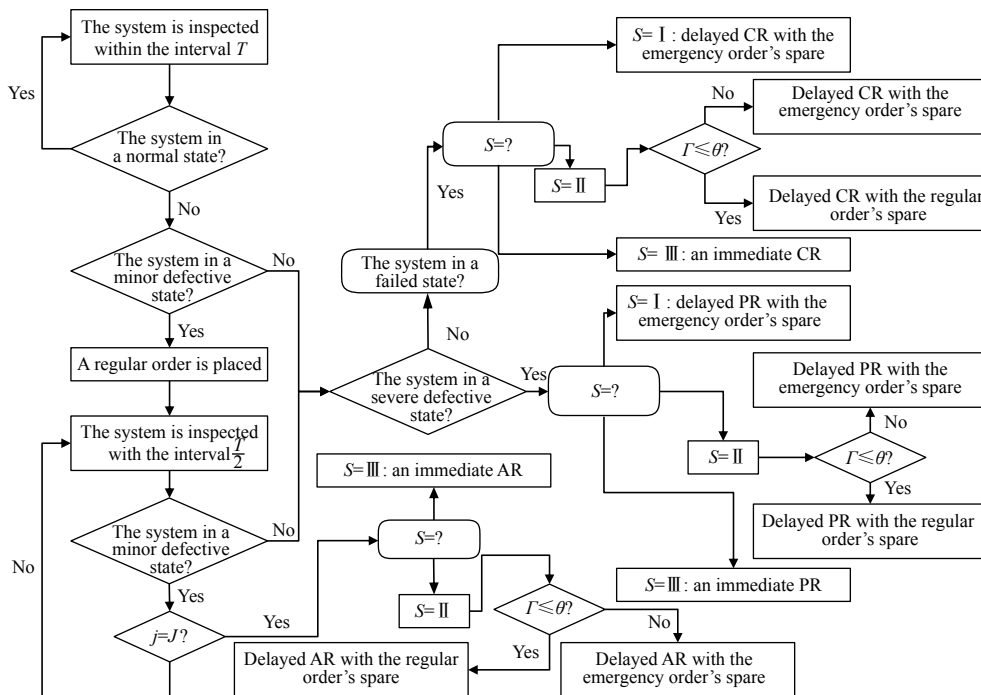 The system is inspected
within the interval T
Yes
The system in
a normal state?
No
The system in a
minor defective
state?
No
Yes
A regular order is placed
The system is inspected
with the interval T/2
The system in a
minor defective
state?
No
No
Yes
j=J?
Yes
The system in a
failed state?
Yes
No
The system in a
severe defective
state?
Yes
S=?
S=Ⅰ: delayed CR with the
emergency order's spare
S=Ⅱ
Γ≤θ?
No
Delayed CR with the
emergency order's spare
Yes
Delayed CR with the regular
order's spare
S=Ⅲ: an immediate CR
S=?
S=Ⅰ: delayed PR with the
emergency order's spare
S=Ⅱ
Γ≤θ?
No
Delayed PR with the
emergency order's spare
Yes
Delayed PR with the regular
order's spare
S=Ⅲ: an immediate PR
S=Ⅲ: an immediate AR
S=?
S=Ⅱ
Γ≤θ?
Yes
Delayed AR with the regular
order's spare
No
Delayed AR with the
emergency order's spare